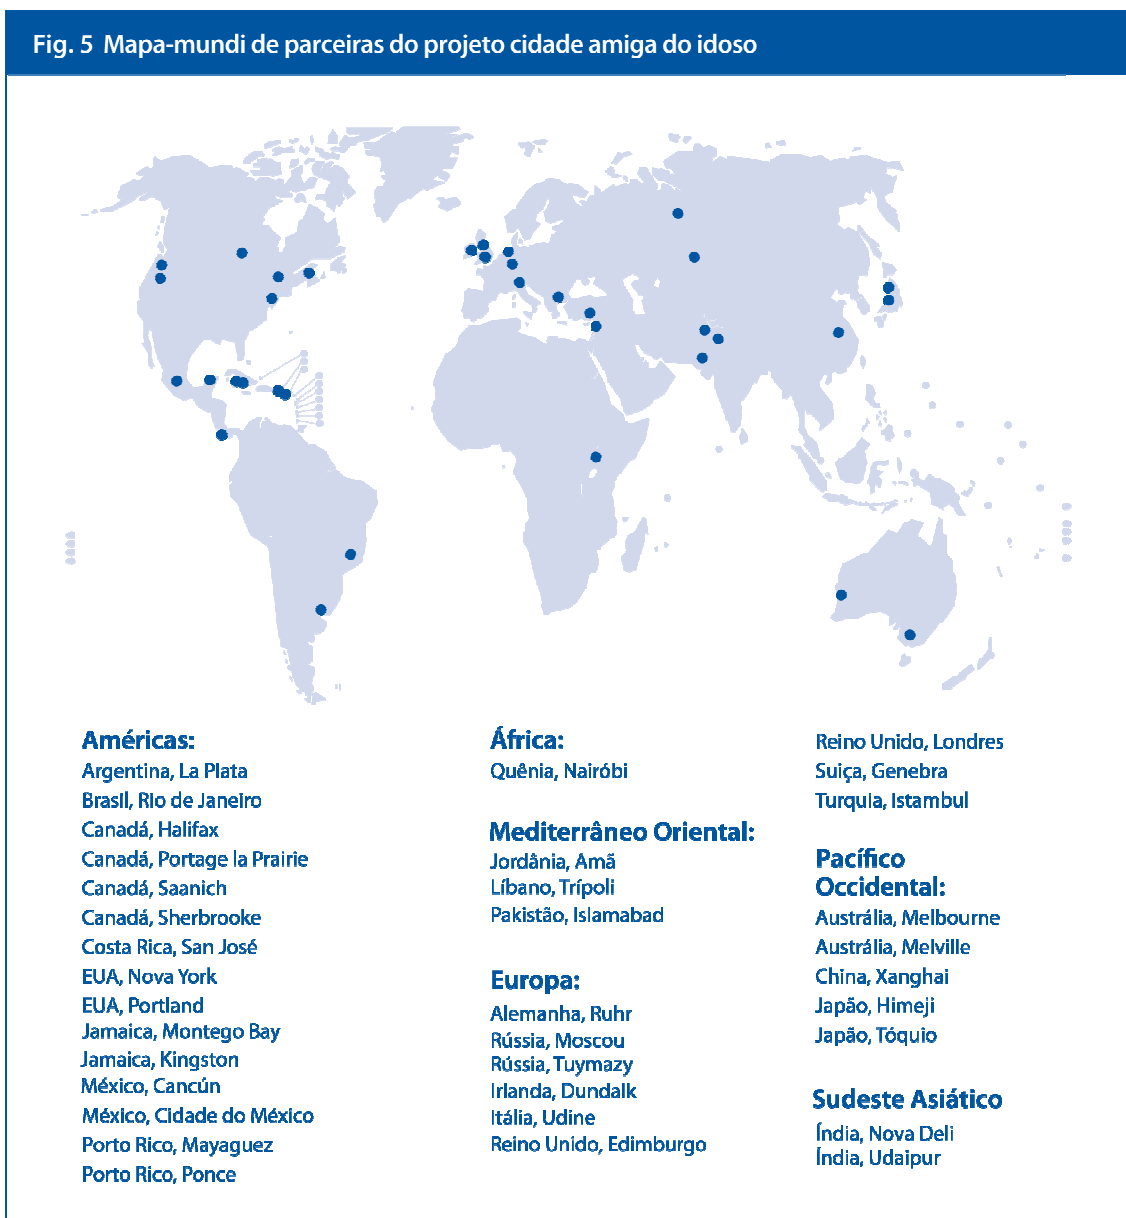 Fig. 5 Mapa-mundi de parceiras do projeto cidade amiga do idoso
Américas:
Argentina, La Plata
Brasil, Rio de Janeiro
Canadá, Halifax
Canadá, Portage la Prairie
Canadá, Saanich
Canadá, Sherbrooke
Costa Rica, San José
EUA, Nova York
EUA, Portland
Jamaica, Montego Bay
Jamaica, Kingston
México, Cancún
México, Cidade do México
Porto Rico, Mayaguez
Porto Rico, Ponce
África:
Quênia, Nairóbi
Mediterrâneo Oriental:
Jordânia, Amã
Líbano, Trípoli
Pakistão, Islamabad
Europa:
Alemanha, Ruhr
Rússia, Moscou
Rússia, Tuymazy
Irlanda, Dundalk
Itália, Udine
Reino Unido, Edimburgo
Reino Unido, Londres
Suiça, Genebra
Turquia, Istambul
Pacífico
Occidental:
Austrália, Melbourne
Austrália, Melville
China, Xanghai
Japão, Himeji
Japão, Tóquio
Sudeste Asiático
Índia, Nova Deli
Índia, Udaipur